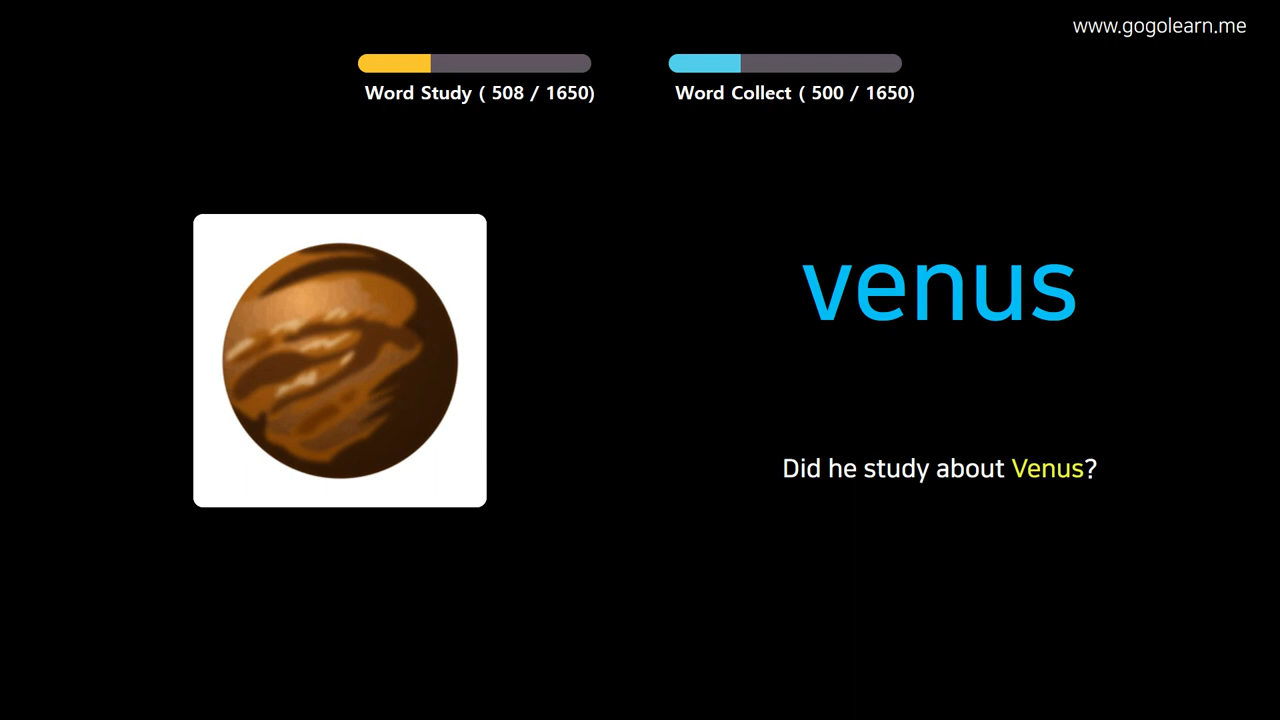 www.gogolearn.me
Word Study ( 508 / 1650)
Word Collect ( 500 / 1650)
venus
Did he study about Venus?